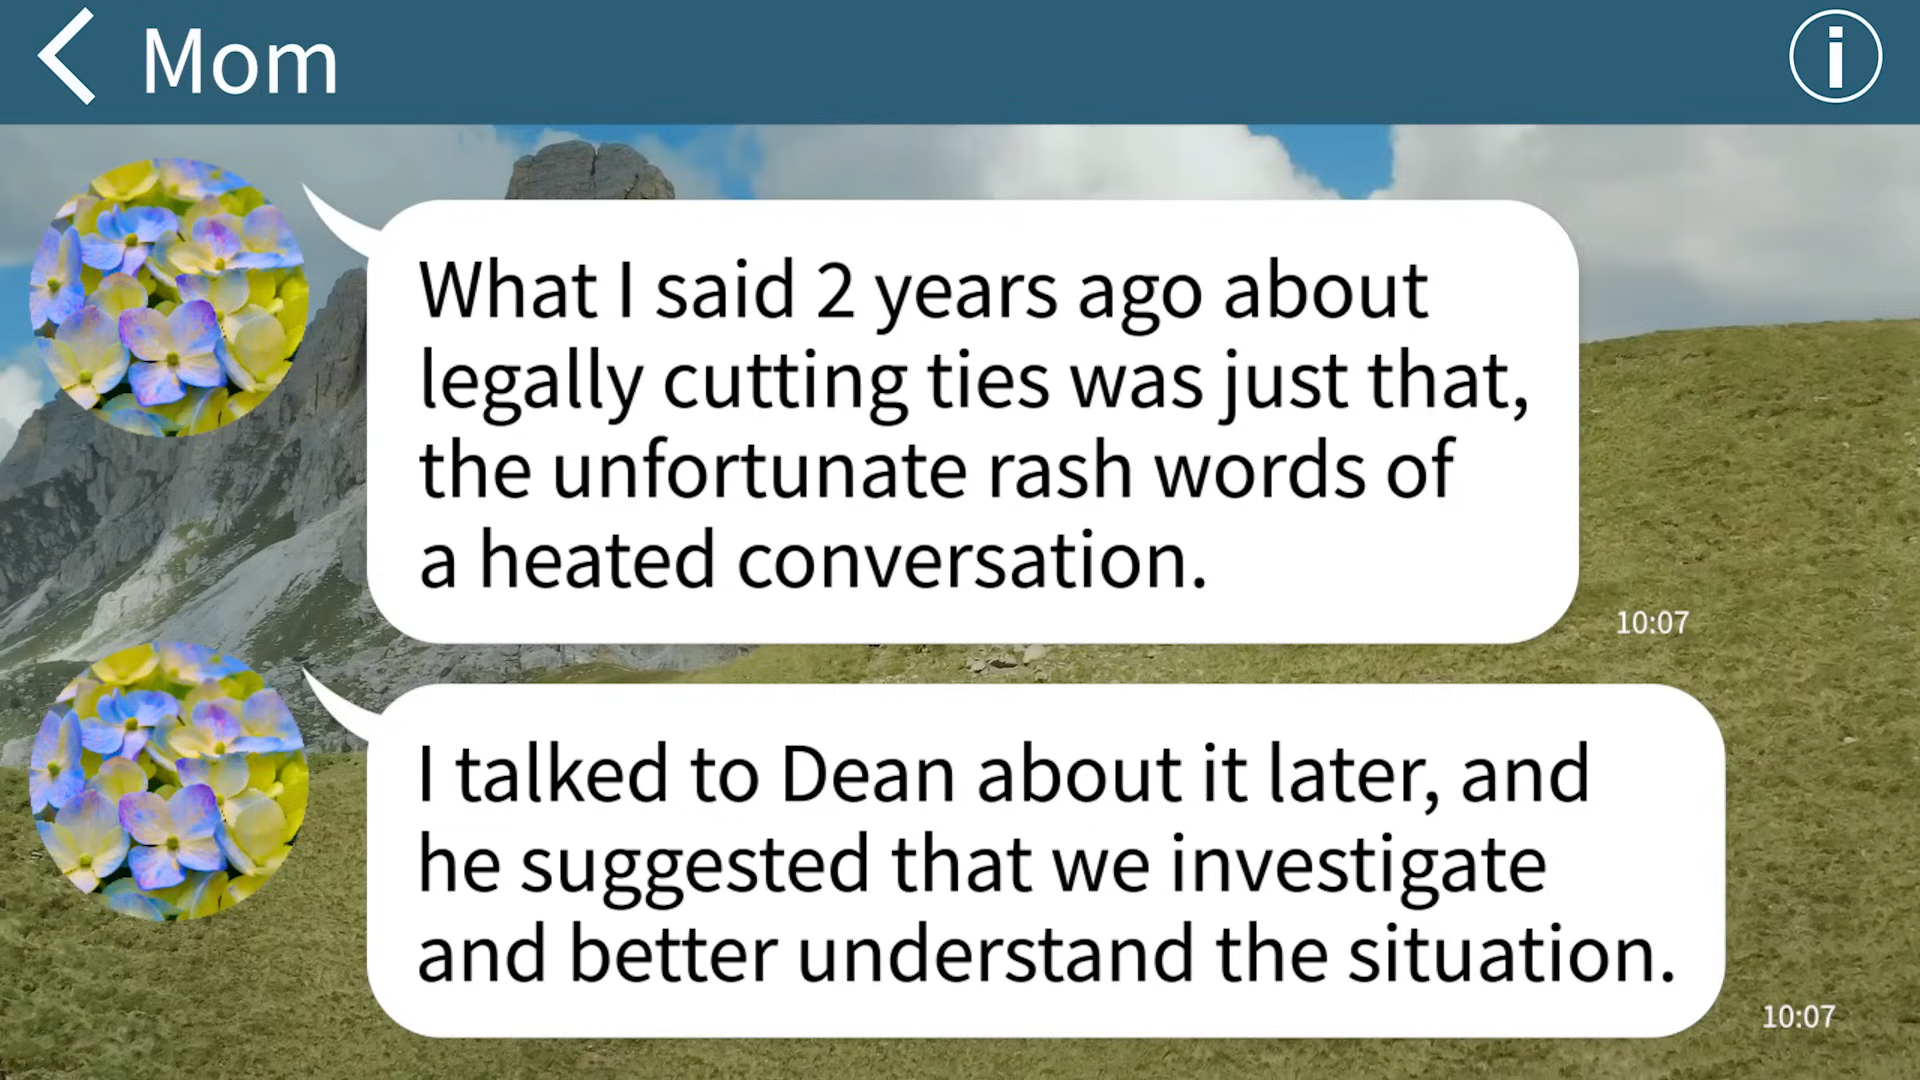 Mom
What I said 2 years ago about
legally cutting ties was just that,
the unfortunate rash words of
a heated conversation.
10:07
I talked to Dean about it later, and
he suggested that we investigate
and better understand the situation.
10:07